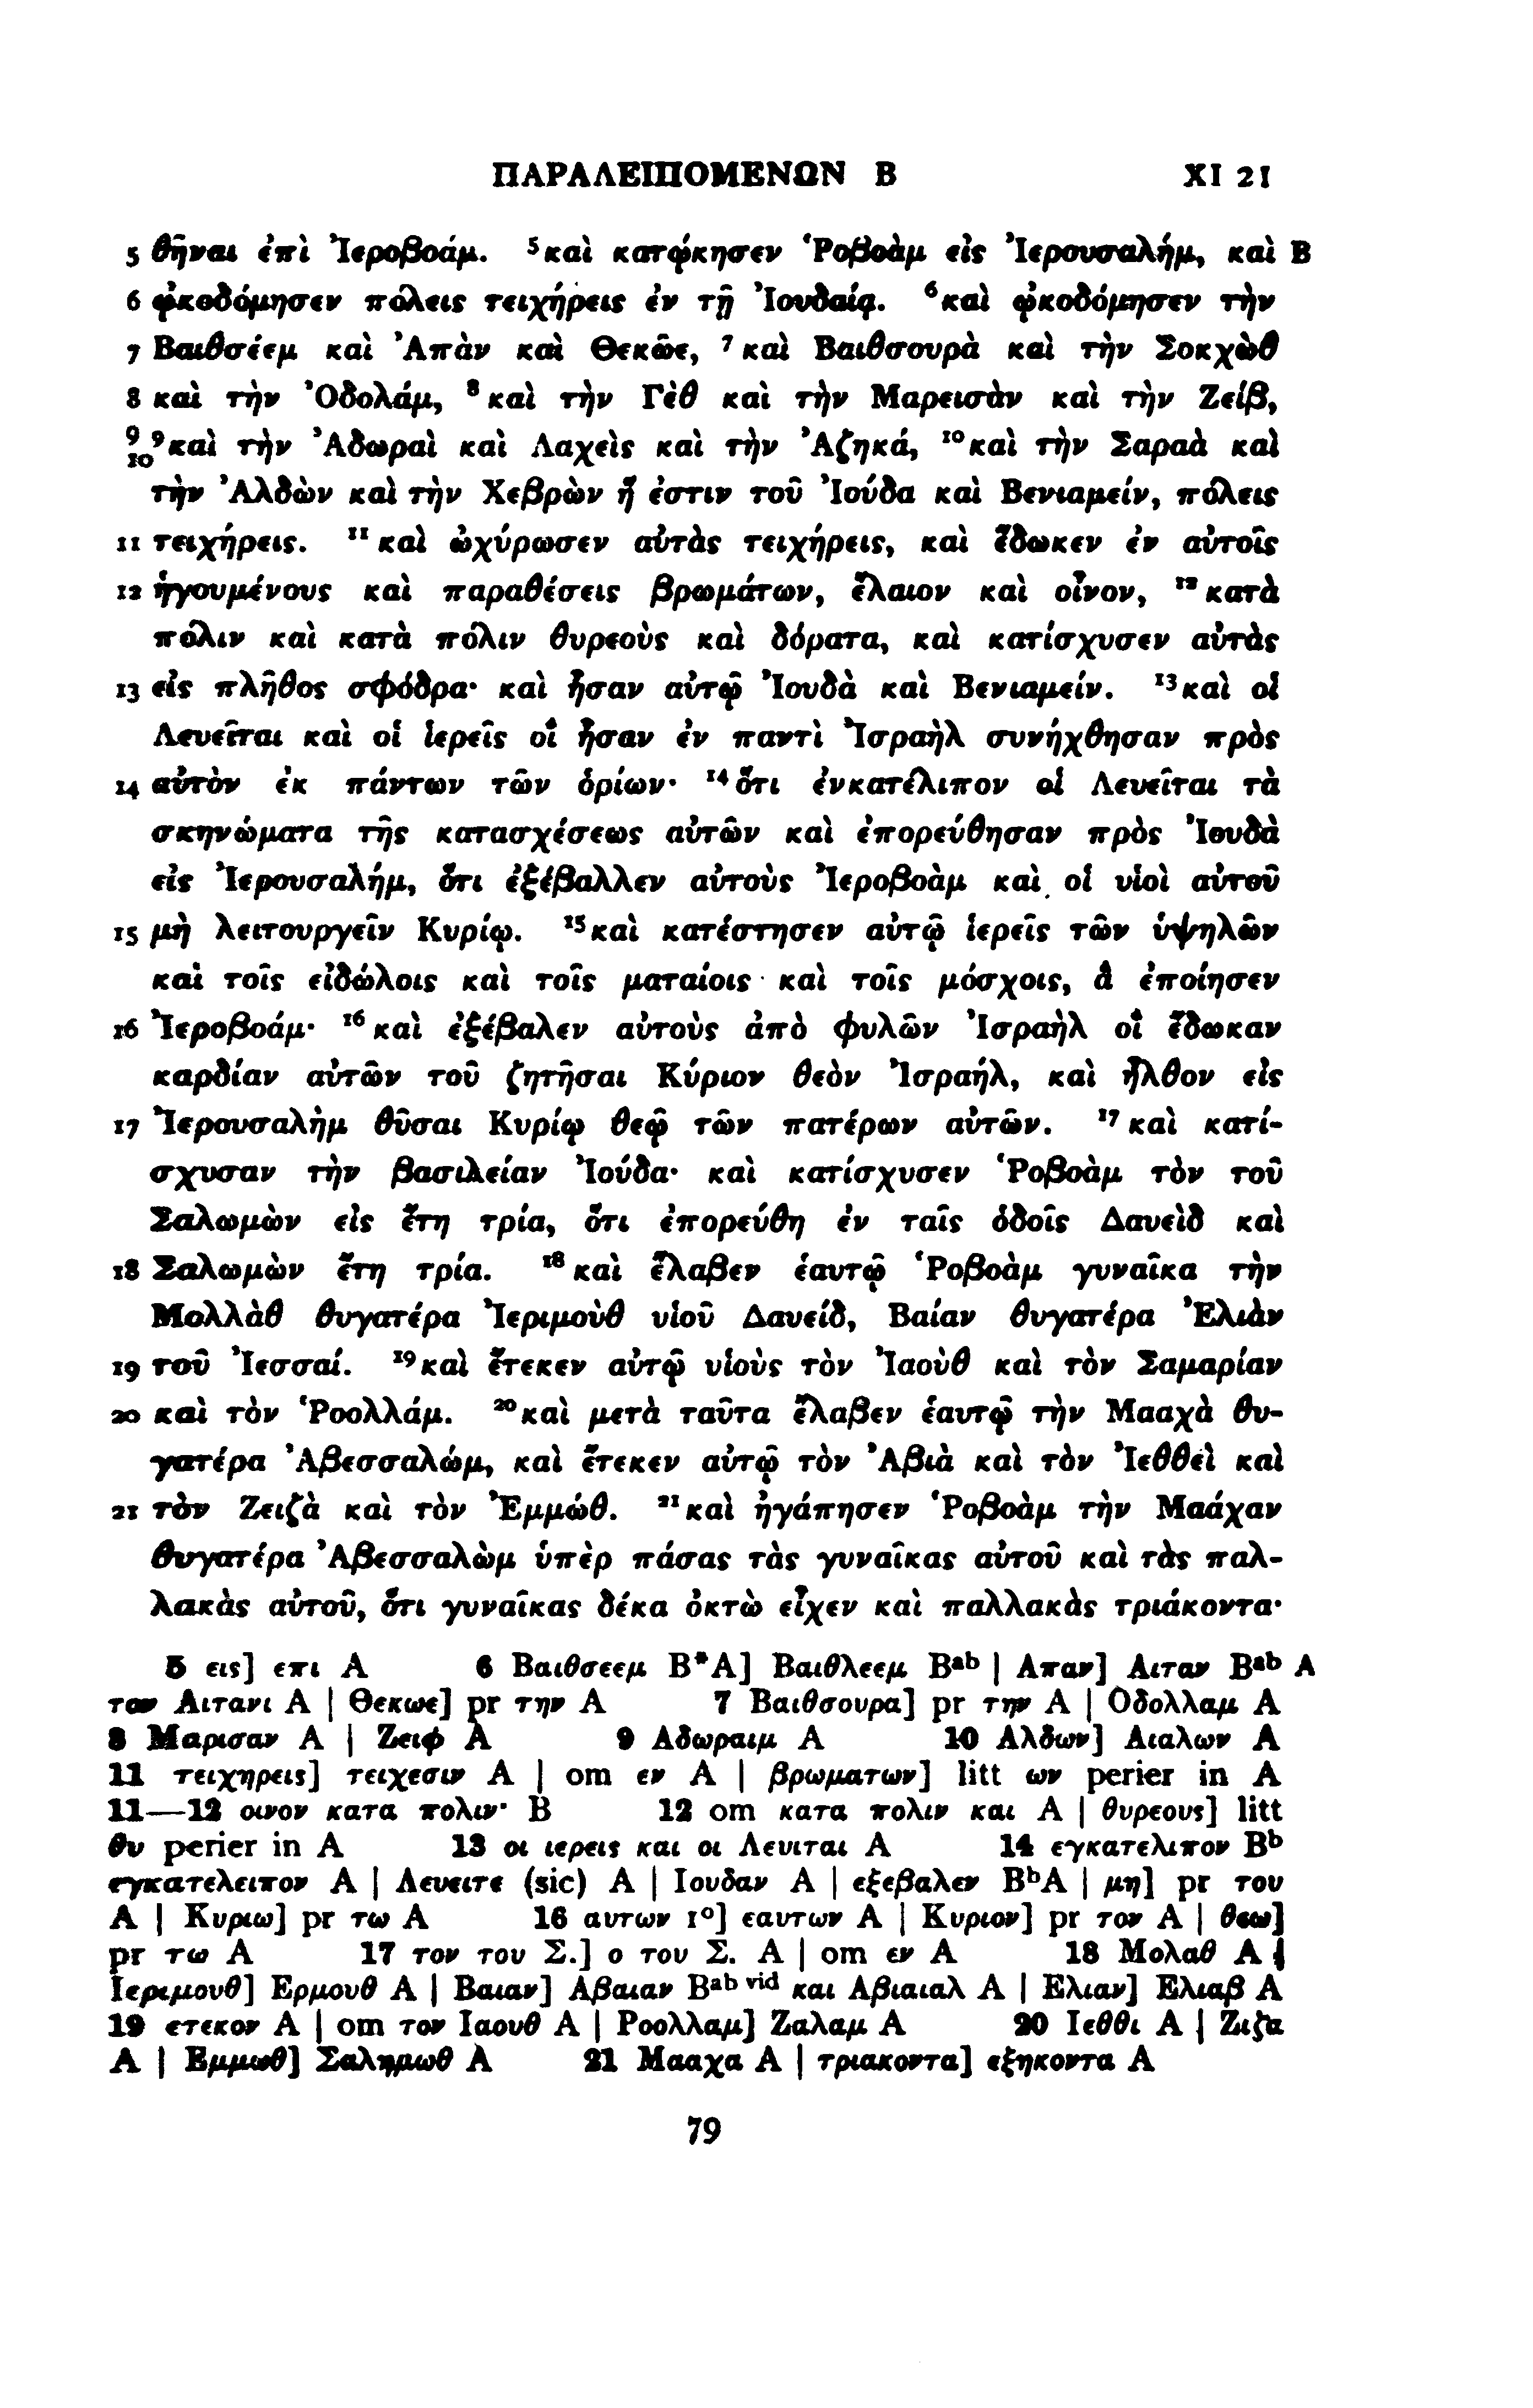 ΠΑΡΑΛΕΙΠΟΜΕΝΩΝ Β XI 21
5 θῆναι ἐπὶ Ἰεροβοάμ. ⁵καὶ κατῴκησεν Ῥοβοὰμ εἰς Ἰερουσαλήμ, καὶ B
6 ᾠκοδόμησεν πόλεις τειχήρεις ἐν τῇ Ἰουδαίᾳ. ⁶καὶ ᾠκοδόμησεν τὴν
7 Βαιθσέεμ καὶ Ἀπὰν καὶ Θεκῶε, ⁷καὶ Βαιθσουρὰ καὶ τὴν Σοκχὼθ
8 καὶ τὴν Ὀδολάμ, ⁸καὶ τὴν Γὲθ καὶ τὴν Μαρεισὰν καὶ τὴν Ζείβ,
9 10 ⁹καὶ τὴν Ἀδωραὶ καὶ Λαχεὶς καὶ τὴν Ἀζηκά, ¹⁰καὶ τὴν Σαραὰ καὶ
τὴν Ἀλδὼν καὶ τὴν Χεβρὼν ἥ ἐστιν τοῦ Ἰούδα καὶ Βενιαμείν, πόλεις
11 τειχήρεις. ¹¹καὶ ὠχύρωσεν αὐτὰς τειχήρεις, καὶ ἔδωκεν ἐν αὐτοῖς
12 ἡγουμένους καὶ παραθέσεις βρωμάτων, ἔλαιον καὶ οἶνον, ¹²κατὰ
πόλιν καὶ κατὰ πόλιν θυρεοὺς καὶ δόρατα, καὶ κατίσχυσεν αὐτὰς
13 εἰς πλῆθος σφόδρα· καὶ ἦσαν αὐτῷ Ἰουδὰ καὶ Βενιαμείν. ¹³καὶ οἱ
Λευεῖται καὶ οἱ ἱερεῖς οἳ ἦσαν ἐν παντὶ Ἰσραὴλ συνήχθησαν πρὸς
14 αὐτὸν ἐκ πάντων τῶν ὁρίων· ¹⁴ὅτι ἐνκατέλιπον οἱ Λευεῖται τὰ
σκηνώματα τῆς κατασχέσεως αὐτῶν καὶ ἐπορεύθησαν πρὸς Ἰουδὰ
εἰς Ἰερουσαλήμ, ὅτι ἐξέβαλλεν αὐτοὺς Ἰεροβοὰμ καὶ οἱ υἱοὶ αὐτοῦ
15 μὴ λειτουργεῖν Κυρίῳ. ¹⁵καὶ κατέστησεν αὐτῷ ἱερεῖς τῶν ὑψηλῶν
καὶ τοῖς εἰδώλοις καὶ τοῖς ματαίοις καὶ τοῖς μόσχοις, ἃ ἐποίησεν
16 Ἰεροβοάμ· ¹⁶καὶ ἐξέβαλεν αὐτοὺς ἀπὸ φυλῶν Ἰσραὴλ οἳ ἔδωκαν
καρδίαν αὐτῶν τοῦ ζητῆσαι Κύριον θεὸν Ἰσραήλ, καὶ ἦλθον εἰς
17 Ἰερουσαλὴμ θῦσαι Κυρίῳ θεῷ τῶν πατέρων αὐτῶν. ¹⁷καὶ κατί-
σχυσαν τὴν βασιλείαν Ἰούδα· καὶ κατίσχυσεν Ῥοβοὰμ τὸν τοῦ
Σαλωμὼν εἰς ἔτη τρία, ὅτι ἐπορεύθη ἐν ταῖς ὁδοῖς Δαυεὶδ καὶ
18 Σαλωμὼν ἔτη τρία. ¹⁸καὶ ἔλαβεν ἑαυτῷ Ῥοβοὰμ γυναῖκα τὴν
Μολλὰθ θυγατέρα Ἰεριμοὺθ υἱοῦ Δαυείδ, Βαίαν θυγατέρα Ἐλιὰν
19 τοῦ Ἰεσσαί. ¹⁹καὶ ἔτεκεν αὐτῷ υἱοὺς τὸν Ἰαοὺθ καὶ τὸν Σαμαρίαν
20 καὶ τὸν Ῥοολλάμ. ²⁰καὶ μετὰ ταῦτα ἔλαβεν ἑαυτῷ τὴν Μααχὰ θυ-
γατέρα Ἀβεσσαλώμ, καὶ ἔτεκεν αὐτῷ τὸν Ἀβιὰ καὶ τὸν Ἰεθθεὶ καὶ
21 τὸν Ζειζὰ καὶ τὸν Ἐμμώθ. ²¹καὶ ἠγάπησεν Ῥοβοὰμ τὴν Μαάχαν
θυγατέρα Ἀβεσσαλὼμ ὑπὲρ πάσας τὰς γυναῖκας αὐτοῦ καὶ τὰς παλ-
λακὰς αὐτοῦ, ὅτι γυναῖκας δέκα ὀκτὼ εἶχεν καὶ παλλακὰς τριάκοντα·
5 εις] επι A 6 Βαιθσεεμ B*A] Βαιθλεεμ Bᵃᵇ | Απαν] Αιταν Bᵃᵇ A
ταν Αιτανι A | Θεκωε] pr την A 7 Βαιθσουρα] pr την A | Οδολλαμ A
8 Μαρισαν A | Ζειφ A 9 Αδωραιμ A 10 Αλδων] Αιαλων A
11 τειχηρεις] τειχεσιν A | om εν A | βρωματων] litt ων perier in A
11—12 οινον κατα πολιν· B 12 om κατα πολιν και A | θυρεους] litt
θυ perier in A 13 οι ιερεις και οι Λευιται A 14 εγκατελιπον Bᵇ
εγκατελειπον A | Λευειτε (sic) A | Ιουδαν A | εξεβαλεν BᵇA | μη] pr του
A | Κυριω] pr τω A 16 αυτων 1°] εαυτων A | Κυριον] pr τον A | θεω]
pr τω A 17 τον του Σ.] ο του Σ. A | om εν A 18 Μολαθ A |
Ιεριμουθ] Ερμουθ A | Βαιαν] Αβαιαν Bᵃᵇ ᵛⁱᵈ και Αβιαιαλ A | Ελιαν] Ελιαβ A
19 ετεκον A | om τον Ιαουθ A | Ροολλαμ] Ζαλαμ A 20 Ιεθθι A | Ζιζα
A | Εμμωθ] Σαλημωθ A 21 Μααχα A | τριακοντα] εξηκοντα A
79